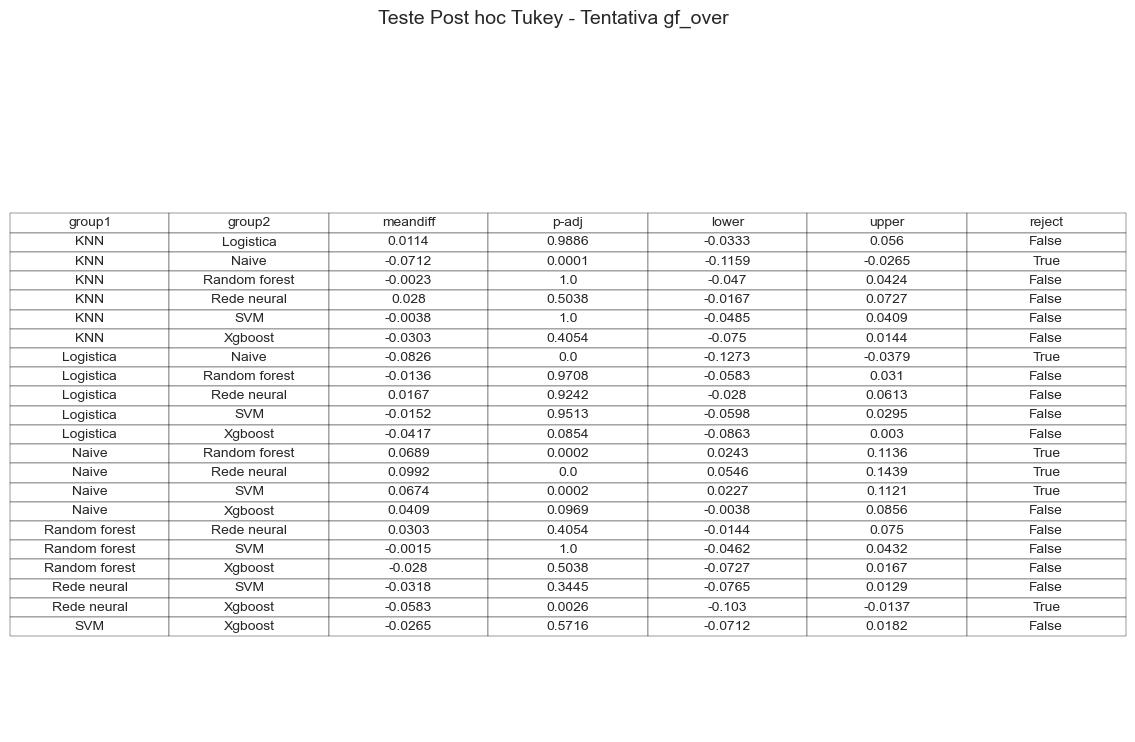 Teste Post hoc Tukey - Tentativa gf_over
group1 group2 meandiff p-adj lower upper reject
KNN Logistica 0.0114 0.9886 -0.0333 0.056 False
KNN Naive -0.0712 0.0001 -0.1159 -0.0265 True
KNN Random forest -0.0023 1.0 -0.047 0.0424 False
KNN Rede neural 0.028 0.5038 -0.0167 0.0727 False
KNN SVM -0.0038 1.0 -0.0485 0.0409 False
KNN Xgboost -0.0303 0.4054 -0.075 0.0144 False
Logistica Naive -0.0826 0.0 -0.1273 -0.0379 True
Logistica Random forest -0.0136 0.9708 -0.0583 0.031 False
Logistica Rede neural 0.0167 0.9242 -0.028 0.0613 False
Logistica SVM -0.0152 0.9513 -0.0598 0.0295 False
Logistica Xgboost -0.0417 0.0854 -0.0863 0.003 False
Naive Random forest 0.0689 0.0002 0.0243 0.1136 True
Naive Rede neural 0.0992 0.0 0.0546 0.1439 True
Naive SVM 0.0674 0.0002 0.0227 0.1121 True
Naive Xgboost 0.0409 0.0969 -0.0038 0.0856 False
Random forest Rede neural 0.0303 0.4054 -0.0144 0.075 False
Random forest SVM -0.0015 1.0 -0.0462 0.0432 False
Random forest Xgboost -0.028 0.5038 -0.0727 0.0167 False
Rede neural SVM -0.0318 0.3445 -0.0765 0.0129 False
Rede neural Xgboost -0.0583 0.0026 -0.103 -0.0137 True
SVM Xgboost -0.0265 0.5716 -0.0712 0.0182 False